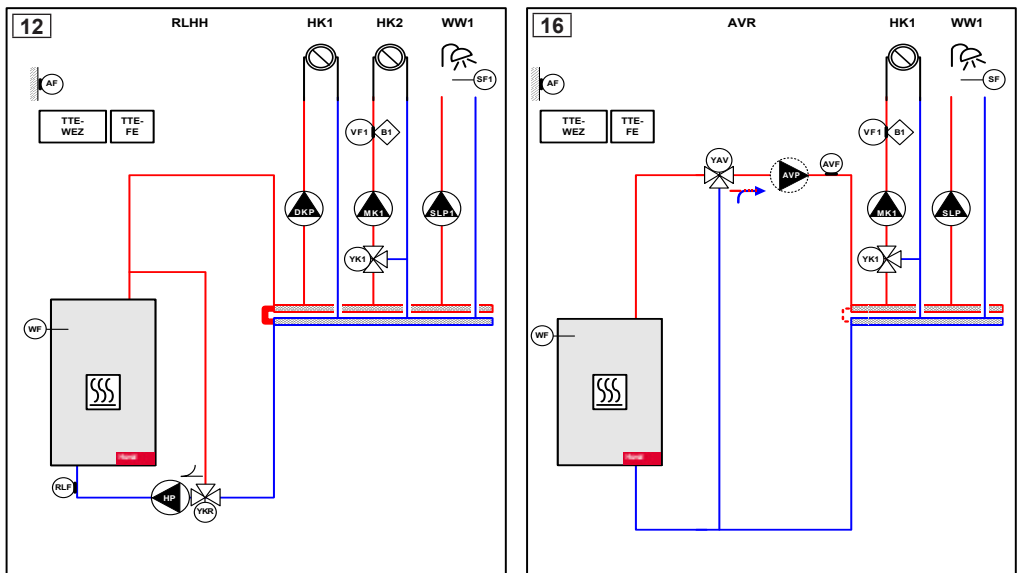 12 RLHH HK1 HK2 WW1
AF
SF1
TTE-
WEZ
TTE-
FE
VF1 B1
DKP MK1 SLP1
YK1
WF
RLF
HP
YKR
16 AVR HK1 WW1
AF
SF
TTE-
WEZ
TTE-
FE
VF1 B1
YAV
AVP
AVF
MK1 SLP
YK1
WF